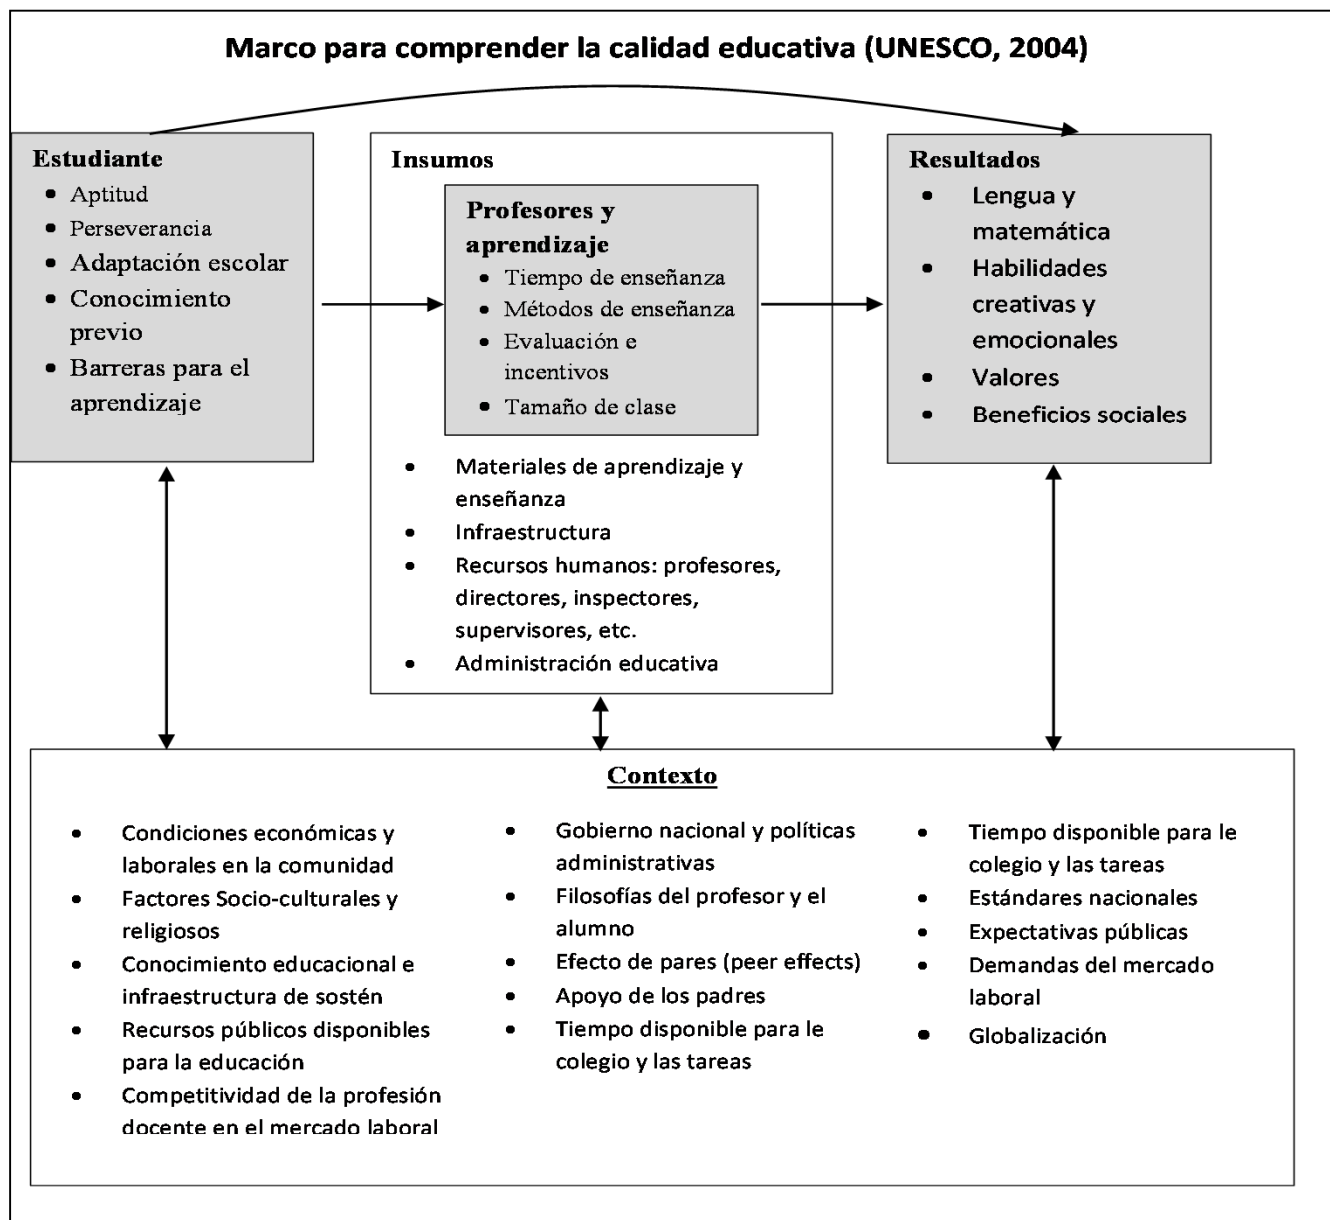 Marco para comprender la calidad educativa (UNESCO, 2004)
Estudiante
• Aptitud
• Perseverancia
• Adaptación escolar
• Conocimiento
previo
• Barreras para el
aprendizaje
Insumos
Profesores y
aprendizaje
• Tiempo de enseñanza
• Métodos de enseñanza
• Evaluación e
incentivos
• Tamaño de clase
• Materiales de aprendizaje y
enseñanza
• Infraestructura
• Recursos humanos: profesores,
directores, inspectores,
supervisores, etc.
• Administración educativa
Resultados
• Lengua y
matemática
• Habilidades
creativas y
emocionales
• Valores
• Beneficios sociales
Contexto
• Condiciones económicas y
laborales en la comunidad
• Factores Socio-culturales y
religiosos
• Conocimiento educacional e
infraestructura de sostén
• Recursos públicos disponibles
para la educación
• Competitividad de la profesión
docente en el mercado laboral
• Gobierno nacional y políticas
administrativas
• Filosofías del profesor y el
alumno
• Efecto de pares (peer effects)
• Apoyo de los padres
• Tiempo disponible para le
colegio y las tareas
• Tiempo disponible para le
colegio y las tareas
• Estándares nacionales
• Expectativas públicas
• Demandas del mercado
laboral
• Globalización